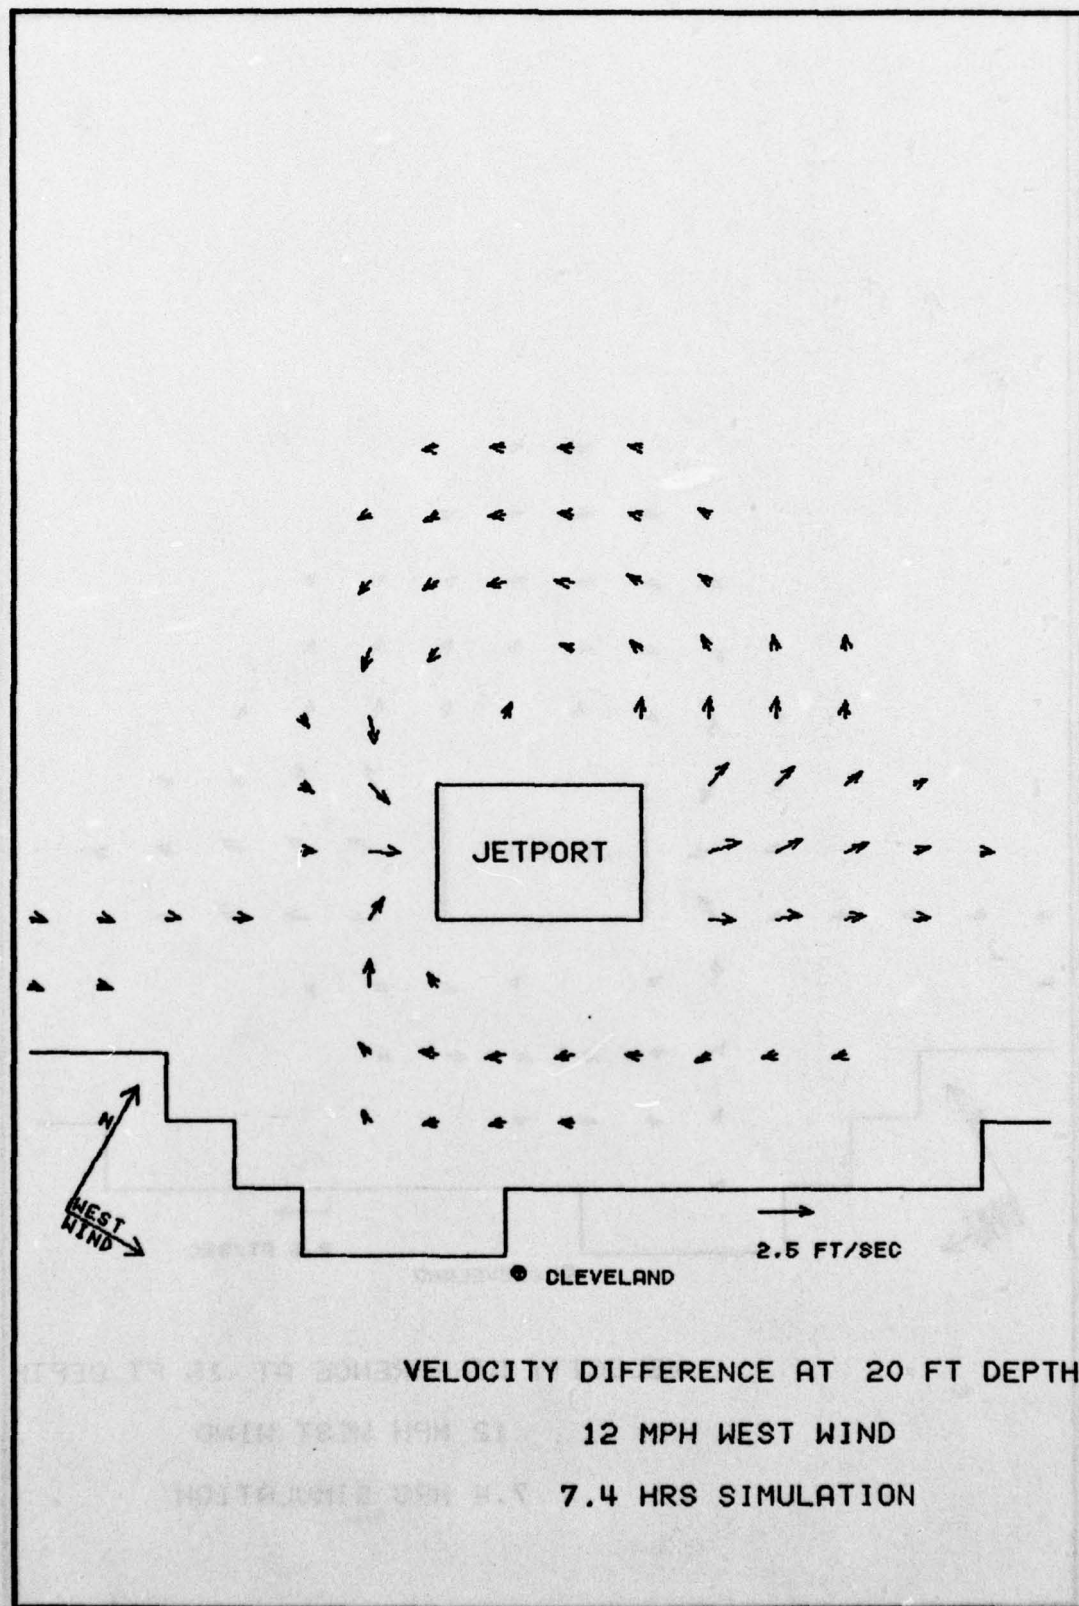 JETPORT
N
WEST
WIND
2.5 FT/SEC
CLEVELAND
VELOCITY DIFFERENCE AT 20 FT DEPTH
12 MPH WEST WIND
7.4 HRS SIMULATION